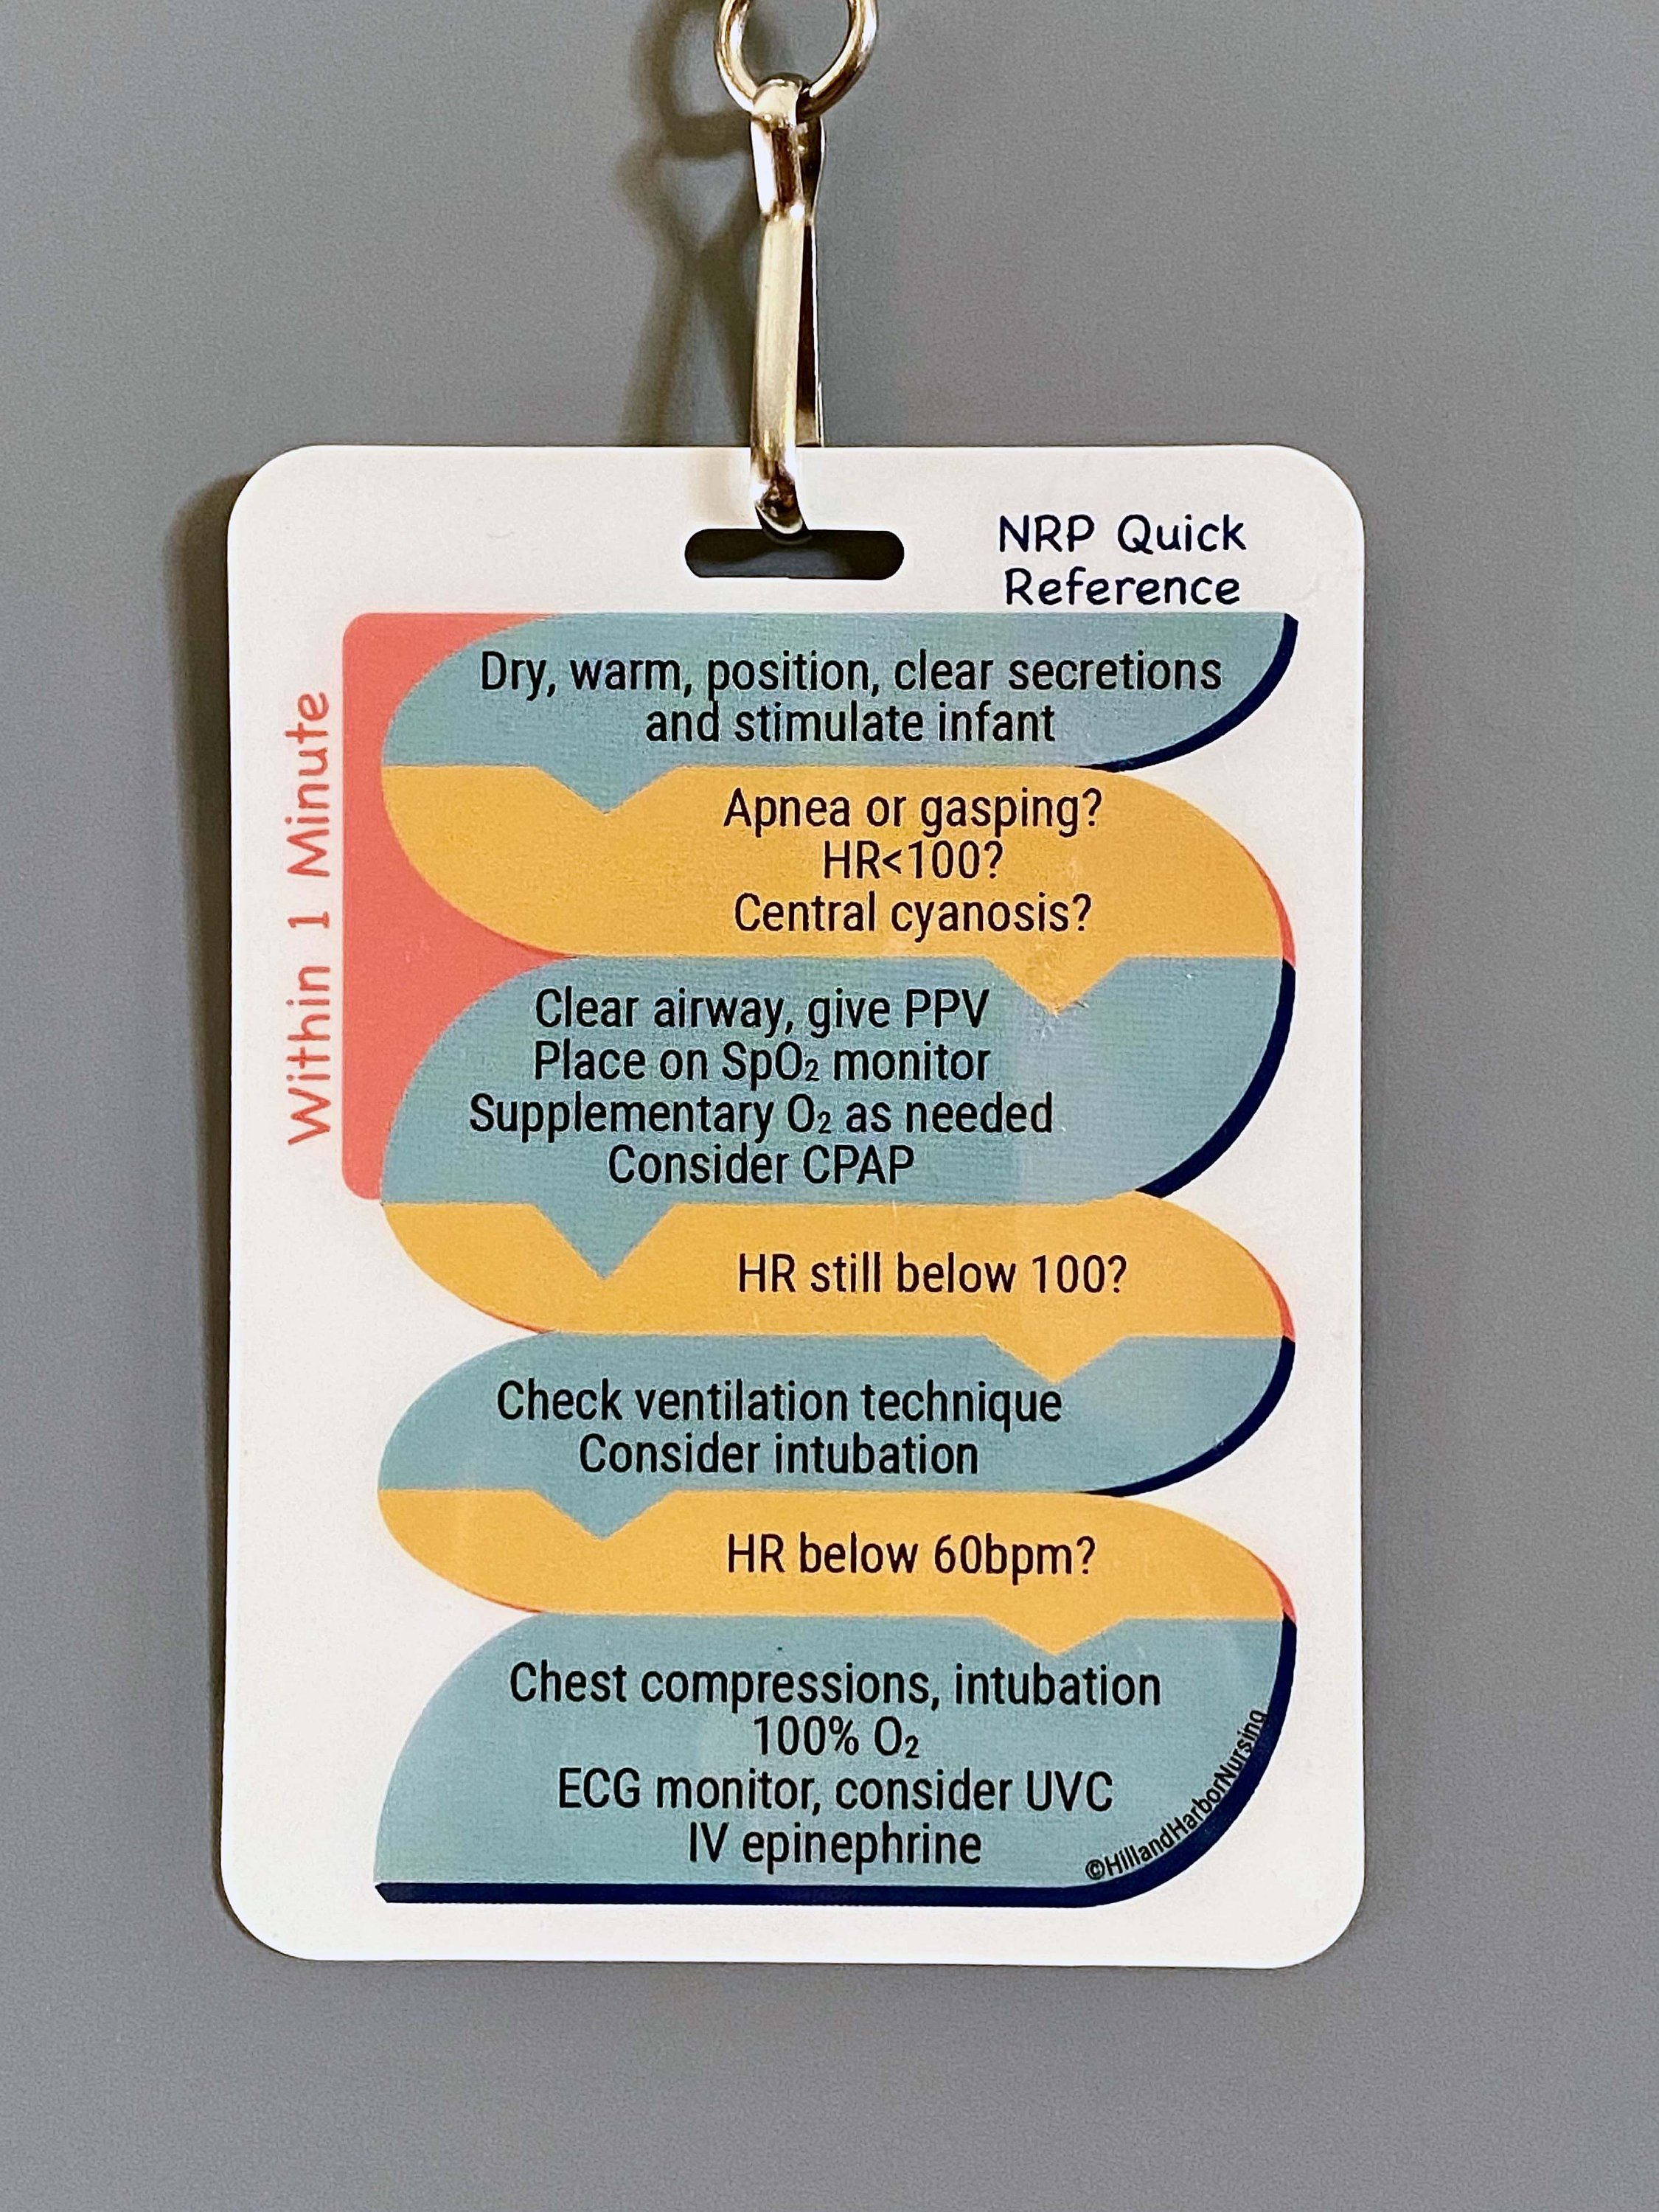 NRP Quick
Reference
Within 1 Minute
Dry, warm, position, clear secretions
and stimulate infant
Apnea or gasping?
HR<100?
Central cyanosis?
Clear airway, give PPV
Place on SpO₂ monitor
Supplementary O₂ as needed
Consider CPAP
HR still below 100?
Check ventilation technique
Consider intubation
HR below 60bpm?
Chest compressions, intubation
100% O₂
ECG monitor, consider UVC
IV epinephrine
©HillandHarborNursing